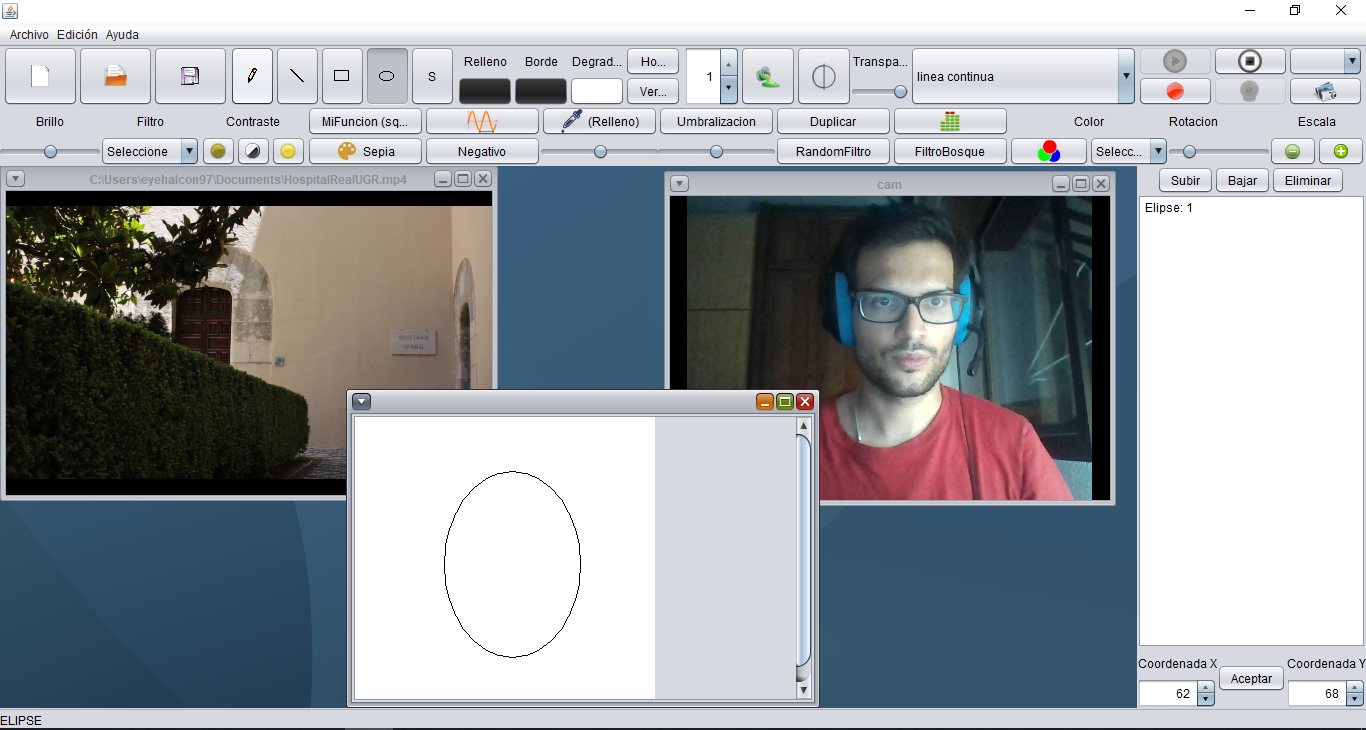 Archivo Edición Ayuda
S
Relleno Borde Degrad...
Ho...
Ver...
1
Transpa...
linea continua
Brillo Filtro Contraste MiFuncion (sq... (Relleno) Umbralizacion Duplicar Color Rotacion Escala
Seleccione Sepia Negativo RandomFiltro FiltroBosque Selecc...
C:\Users\eyehalcon97\Documents\HospitalRealUGR.mp4
cam
Subir Bajar Eliminar
Elipse: 1
SECRETARIA
GENERAL
Coordenada X Aceptar Coordenada Y
62 68
ELIPSE